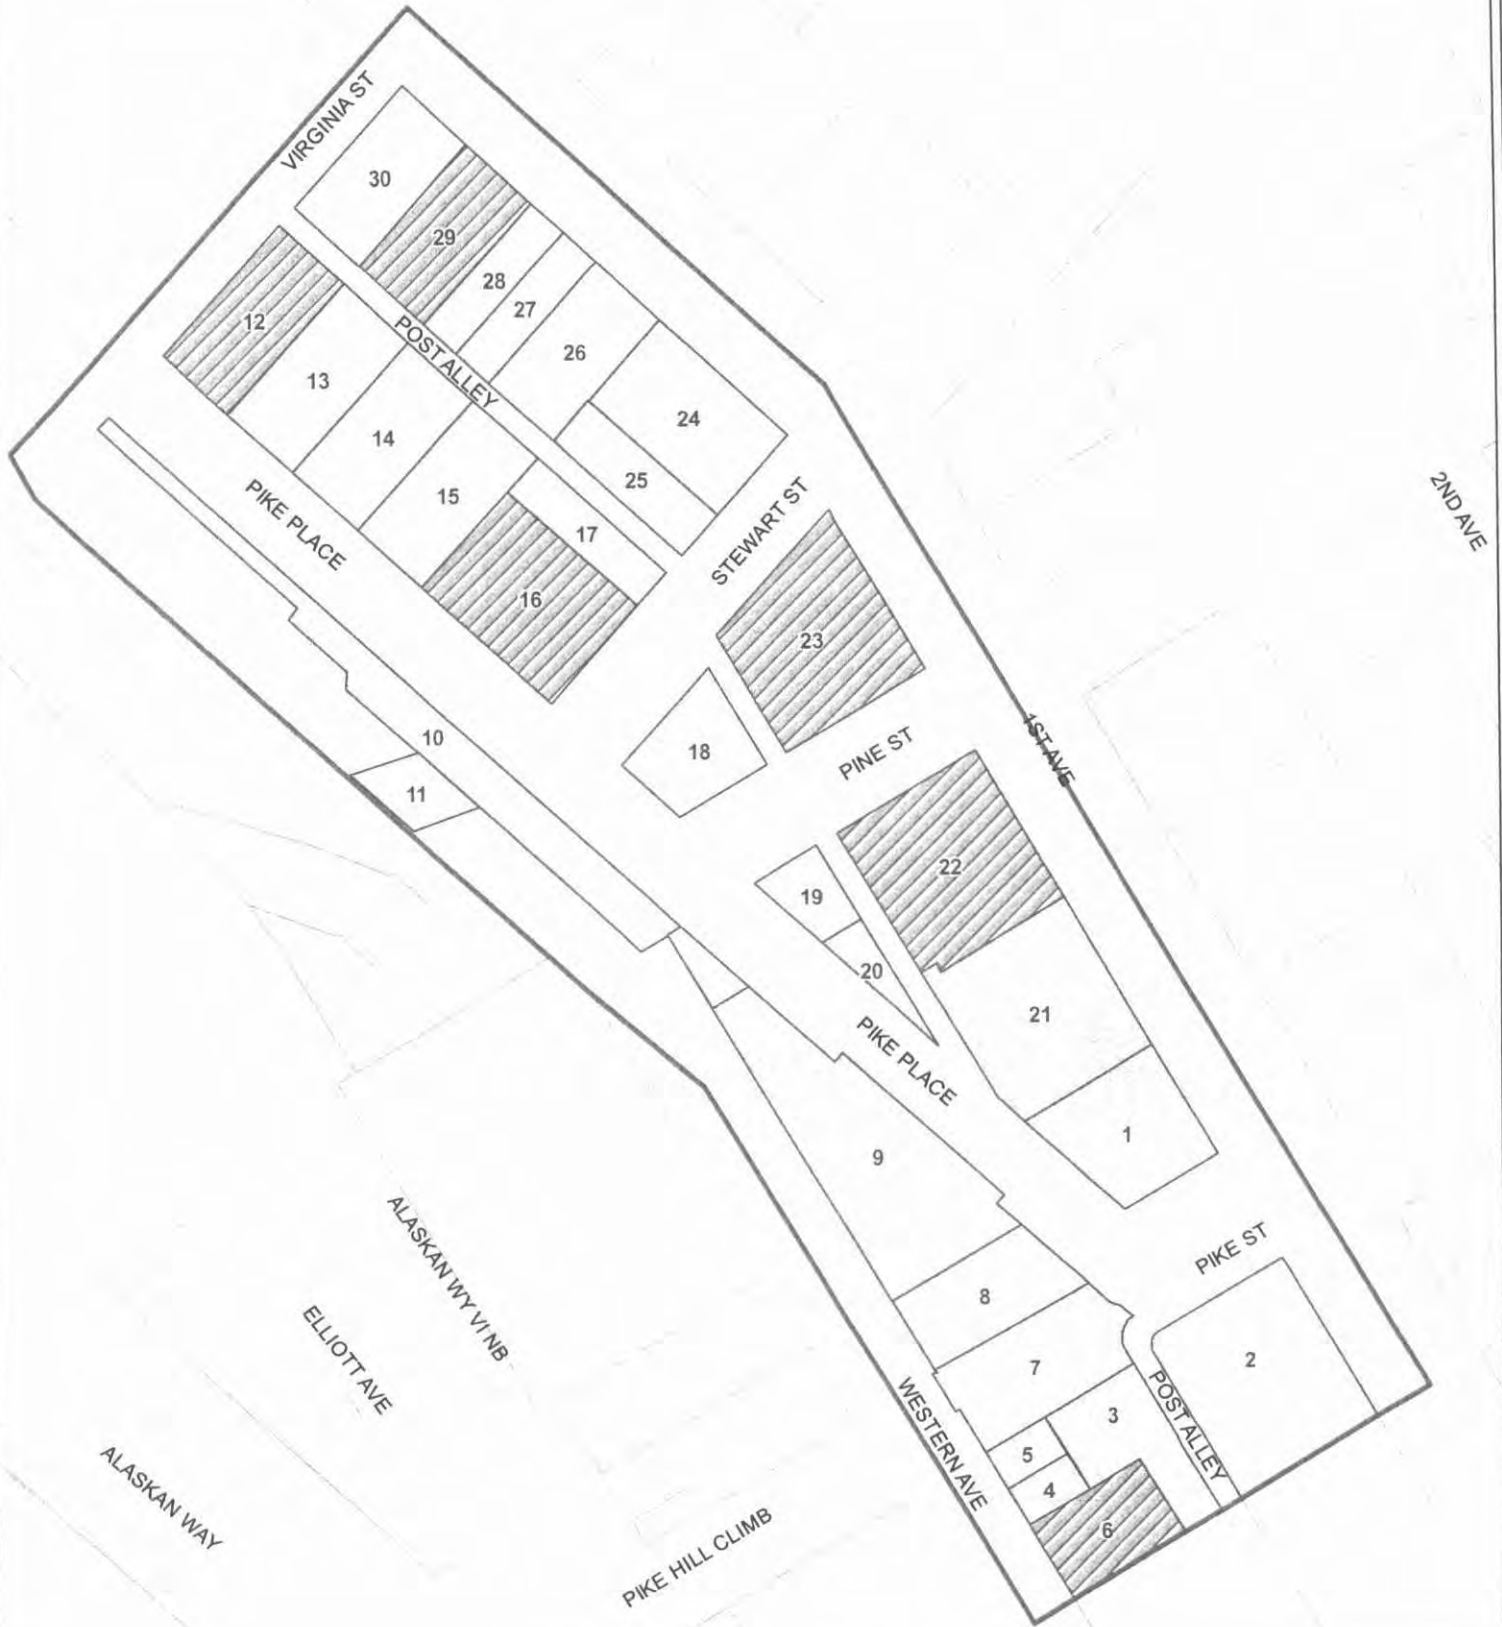 VIRGINIA ST
30
29
28
12
27
POST ALLEY
26
13
24
14
25
15
2ND AVE
PIKE PLACE
17
STEWART ST
16
23
10
18
PINE ST
1ST AVE
11
22
19
20
21
PIKE PLACE
1
9
ALASKAN WY VI NB
PIKE ST
8
ELLIOTT AVE
7
2
POST ALLEY
3
WESTERN AVE
5
4
ALASKAN WAY
6
PIKE HILL CLIMB